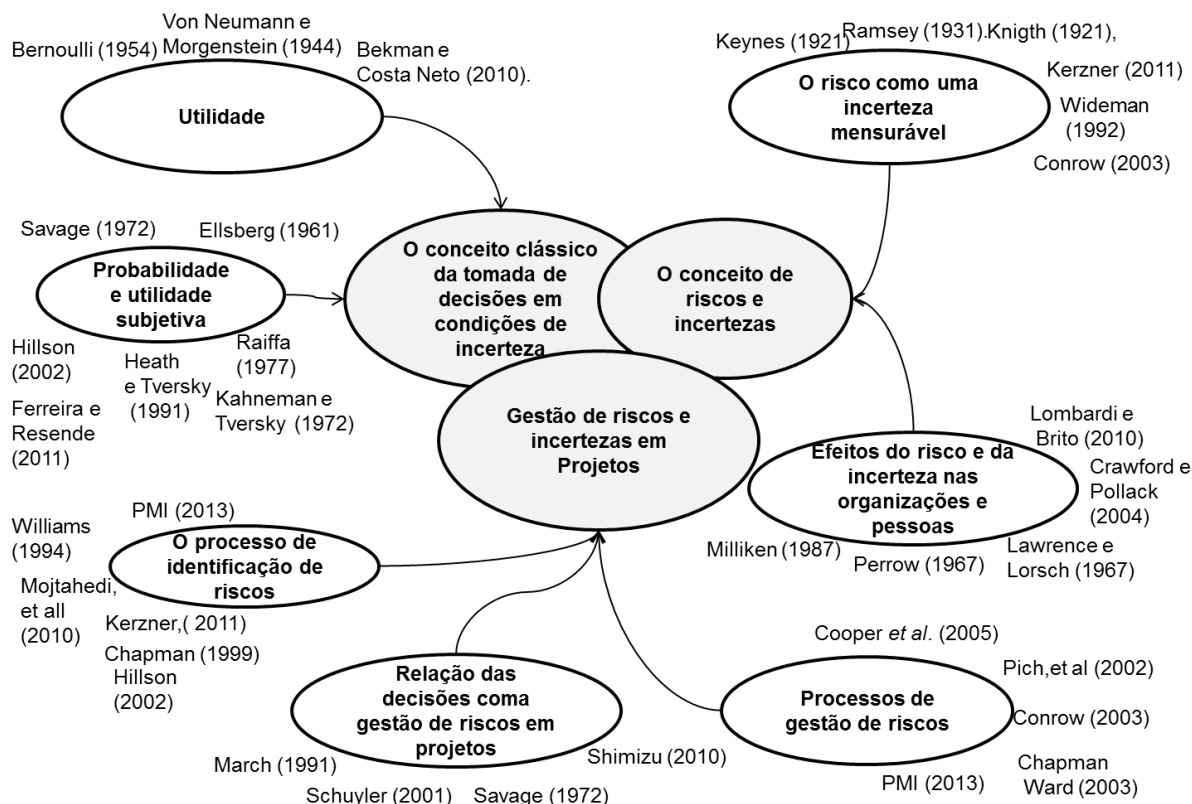 Von Neumann e
Morgenstein (1944)
Bernoulli (1954)
Bekman e
Costa Neto (2010).
Utilidade
Keynes (1921)
Ramsey (1931).
Knigth (1921),
Kerzner (2011)
Wideman
(1992)
Conrow (2003)
O risco como uma
incerteza
mensurável
Savage (1972)
Ellsberg (1961)
Probabilidade
e utilidade
subjetiva
Hillson
(2002)
Heath
e Tversky
(1991)
Raiffa
(1977)
Kahneman e
Tversky (1972)
Ferreira e
Resende
(2011)
O conceito clássico
da tomada de
decisões em
condições de
incerteza
O conceito de
riscos e
incertezas
Gestão de riscos e
incertezas em
Projetos
Lombardi e
Brito (2010)
Efeitos do risco e da
incerteza nas
organizações e
pessoas
Crawford e
Pollack
(2004)
Milliken (1987)
Perrow (1967)
Lawrence e
Lorsch (1967)
PMI (2013)
Williams
(1994)
O processo de
identificação de
riscos
Mojtahedi,
et all
(2010)
Kerzner,( 2011)
Chapman (1999)
Hillson
(2002)
Relação das
decisões coma
gestão de riscos em
projetos
March (1991)
Schuyler (2001)
Savage (1972)
Shimizu (2010)
Cooper et al. (2005)
Pich,et al (2002)
Processos de
gestão de riscos
Conrow (2003)
PMI (2013)
Chapman
Ward (2003)